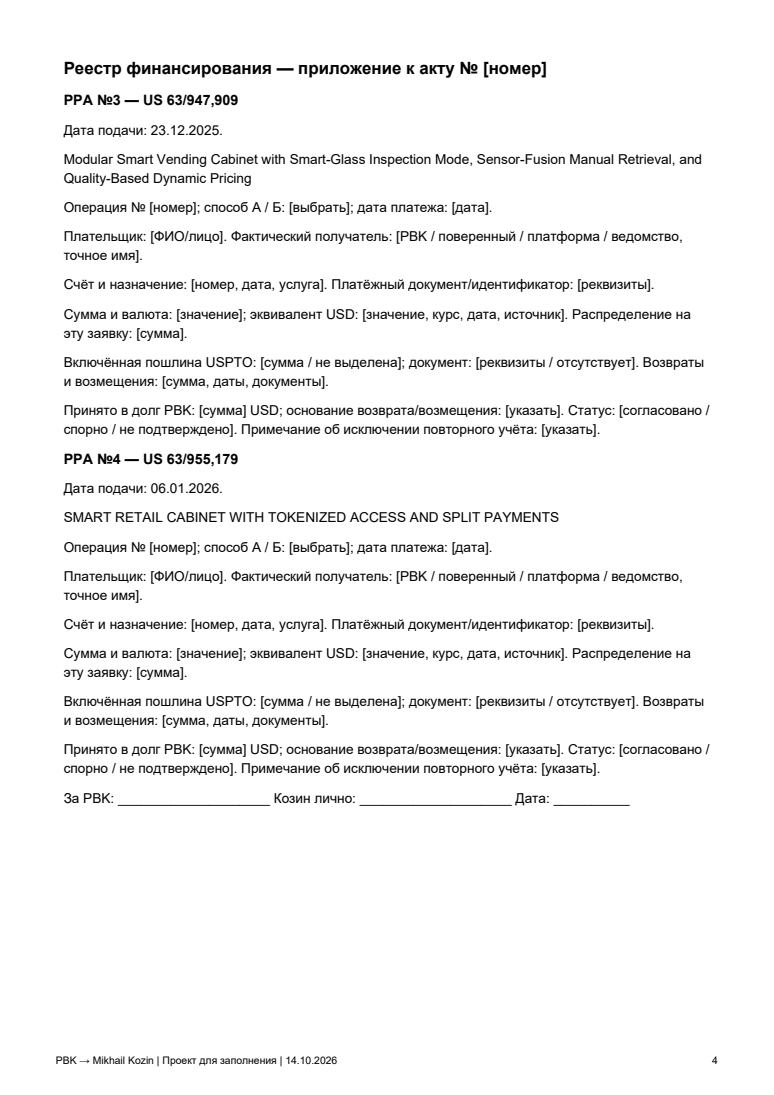 Реестр финансирования — приложение к акту № [номер]
PPA №3 — US 63/947,909
Дата подачи: 23.12.2025.
Modular Smart Vending Cabinet with Smart-Glass Inspection Mode, Sensor-Fusion Manual Retrieval, and
Quality-Based Dynamic Pricing
Операция № [номер]; способ А / Б: [выбрать]; дата платежа: [дата].
Плательщик: [ФИО/лицо]. Фактический получатель: [PBK / поверенный / платформа / ведомство,
точное имя].
Счёт и назначение: [номер, дата, услуга]. Платёжный документ/идентификатор: [реквизиты].
Сумма и валюта: [значение]; эквивалент USD: [значение, курс, дата, источник]. Распределение на
эту заявку: [сумма].
Включённая пошлина USPTO: [сумма / не выделена]; документ: [реквизиты / отсутствует]. Возвраты
и возмещения: [сумма, даты, документы].
Принято в долг PBK: [сумма] USD; основание возврата/возмещения: [указать]. Статус: [согласовано /
спорно / не подтверждено]. Примечание об исключении повторного учёта: [указать].
PPA №4 — US 63/955,179
Дата подачи: 06.01.2026.
SMART RETAIL CABINET WITH TOKENIZED ACCESS AND SPLIT PAYMENTS
Операция № [номер]; способ А / Б: [выбрать]; дата платежа: [дата].
Плательщик: [ФИО/лицо]. Фактический получатель: [PBK / поверенный / платформа / ведомство,
точное имя].
Счёт и назначение: [номер, дата, услуга]. Платёжный документ/идентификатор: [реквизиты].
Сумма и валюта: [значение]; эквивалент USD: [значение, курс, дата, источник]. Распределение на
эту заявку: [сумма].
Включённая пошлина USPTO: [сумма / не выделена]; документ: [реквизиты / отсутствует]. Возвраты
и возмещения: [сумма, даты, документы].
Принято в долг PBK: [сумма] USD; основание возврата/возмещения: [указать]. Статус: [согласовано /
спорно / не подтверждено]. Примечание об исключении повторного учёта: [указать].
За PBK: ____________________ Козин лично: ____________________ Дата: __________
PBK → Mikhail Kozin | Проект для заполнения | 14.10.2026 4